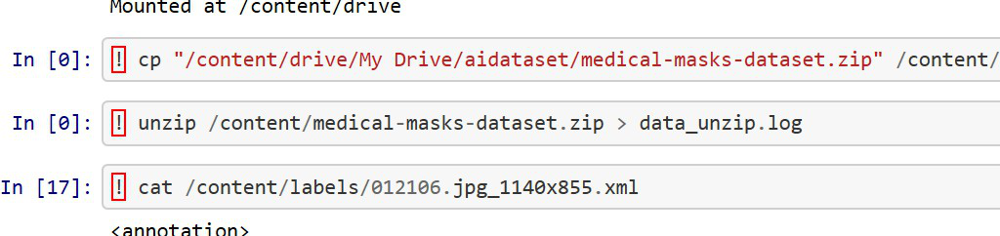 Mounted at /content/drive
In [0]: ! cp "/content/drive/My Drive/aidataset/medical-masks-dataset.zip" /content/
In [0]: ! unzip /content/medical-masks-dataset.zip > data_unzip.log
In [17]: ! cat /content/labels/012106.jpg_1140x855.xml
<annotation>